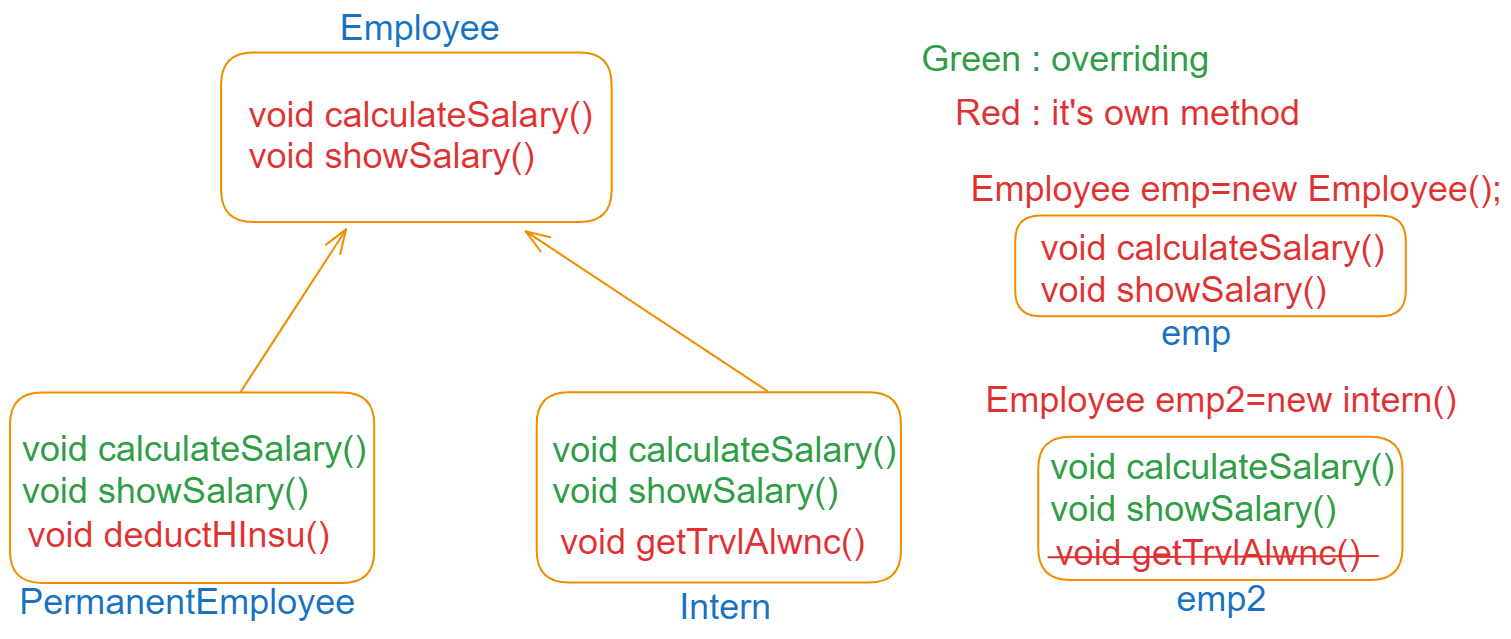 Employee
void calculateSalary()
void showSalary()
void calculateSalary()
void showSalary()
void deductHInsu()
PermanentEmployee
void calculateSalary()
void showSalary()
void getTrvlAlwnc()
Intern
Green : overriding
Red : it's own method
Employee emp=new Employee();
void calculateSalary()
void showSalary()
emp
Employee emp2=new intern()
void calculateSalary()
void showSalary()
void getTrvlAlwnc()
emp2